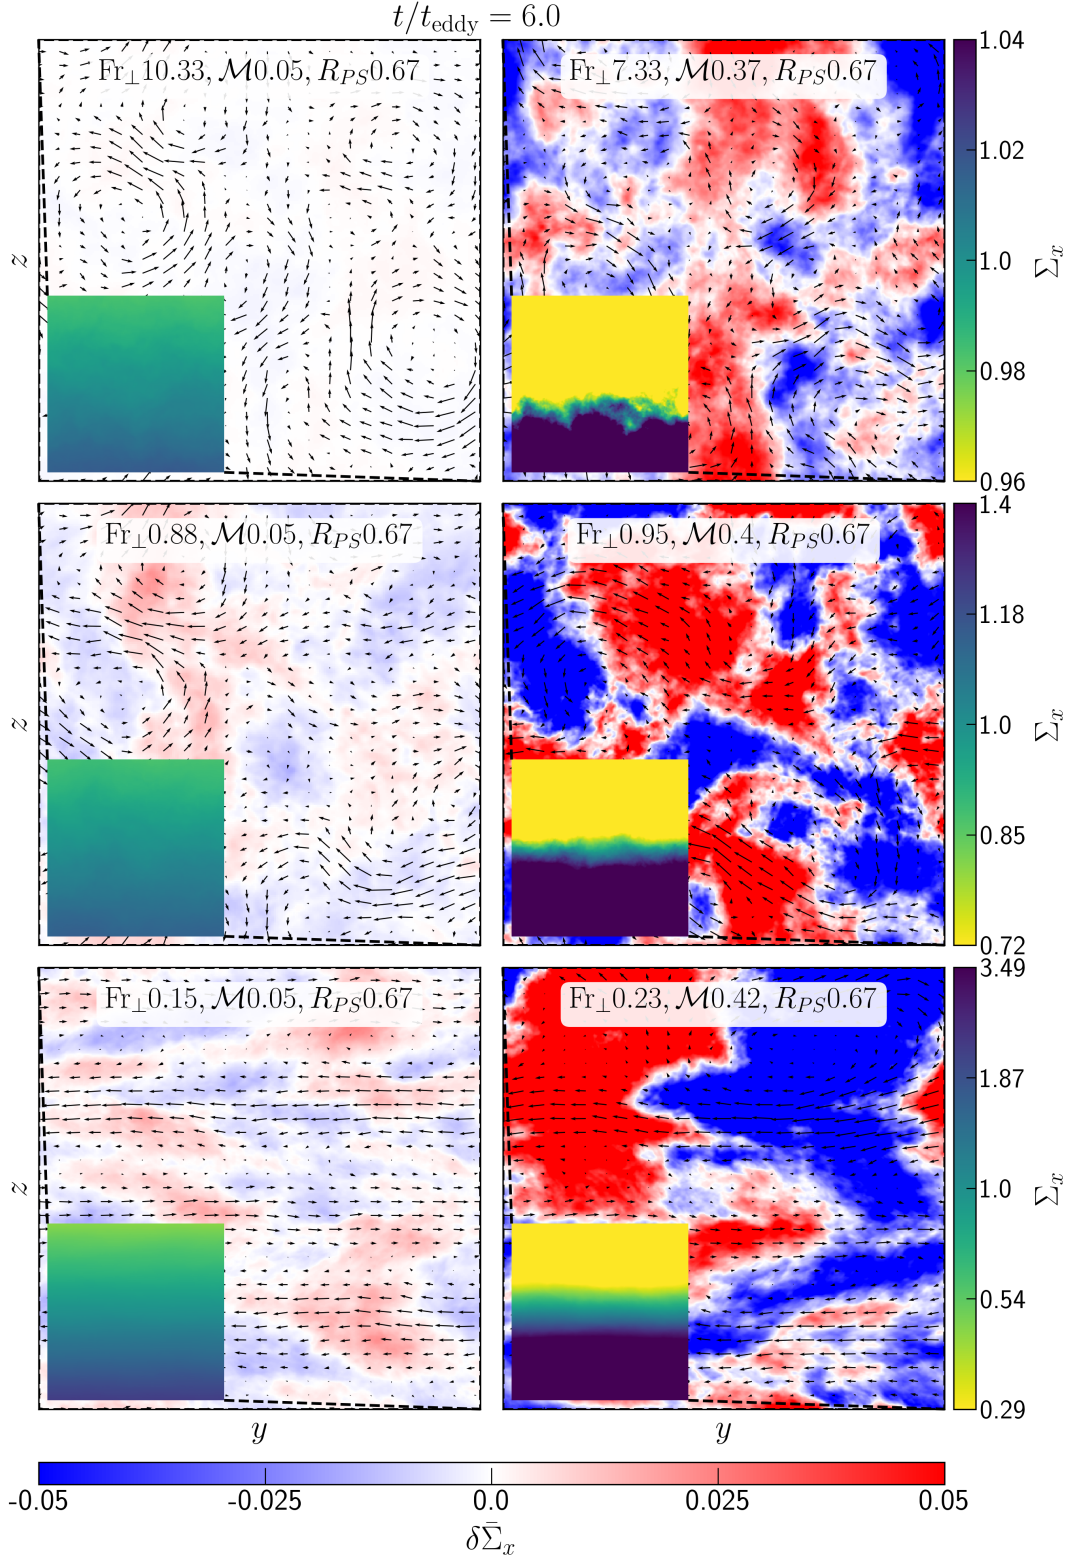 t/t_eddy = 6.0
Fr⊥10.33, ℳ0.05, R_PS0.67
Fr⊥7.33, ℳ0.37, R_PS0.67
1.04
1.02
1.0
0.98
0.96
Σ_x
z
Fr⊥0.88, ℳ0.05, R_PS0.67
Fr⊥0.95, ℳ0.4, R_PS0.67
1.4
1.18
1.0
0.85
0.72
Σ_x
z
Fr⊥0.15, ℳ0.05, R_PS0.67
Fr⊥0.23, ℳ0.42, R_PS0.67
3.49
1.87
1.0
0.54
0.29
Σ_x
z
y
y
-0.05
-0.025
0.0
0.025
0.05
δΣ̄_x